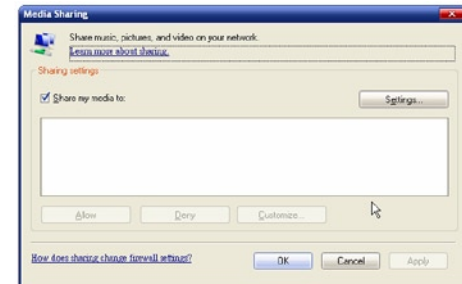 Media Sharing
Share music, pictures, and video on your network.
Learn more about sharing.
Sharing settings
Share my media to:
Settings...
Allow
Deny
Customize...
How does sharing change firewall settings?
OK
Cancel
Apply